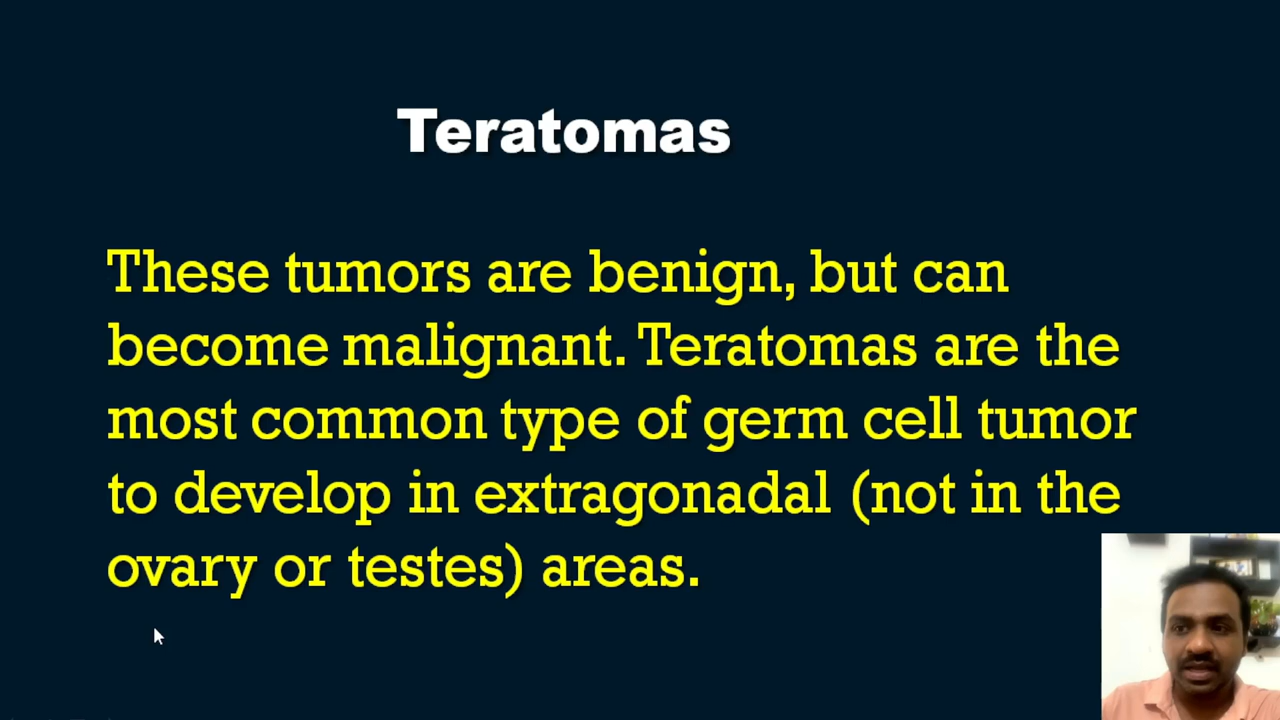 Teratomas
These tumors are benign, but can
become malignant. Teratomas are the
most common type of germ cell tumor
to develop in extragonadal (not in the
ovary or testes) areas.